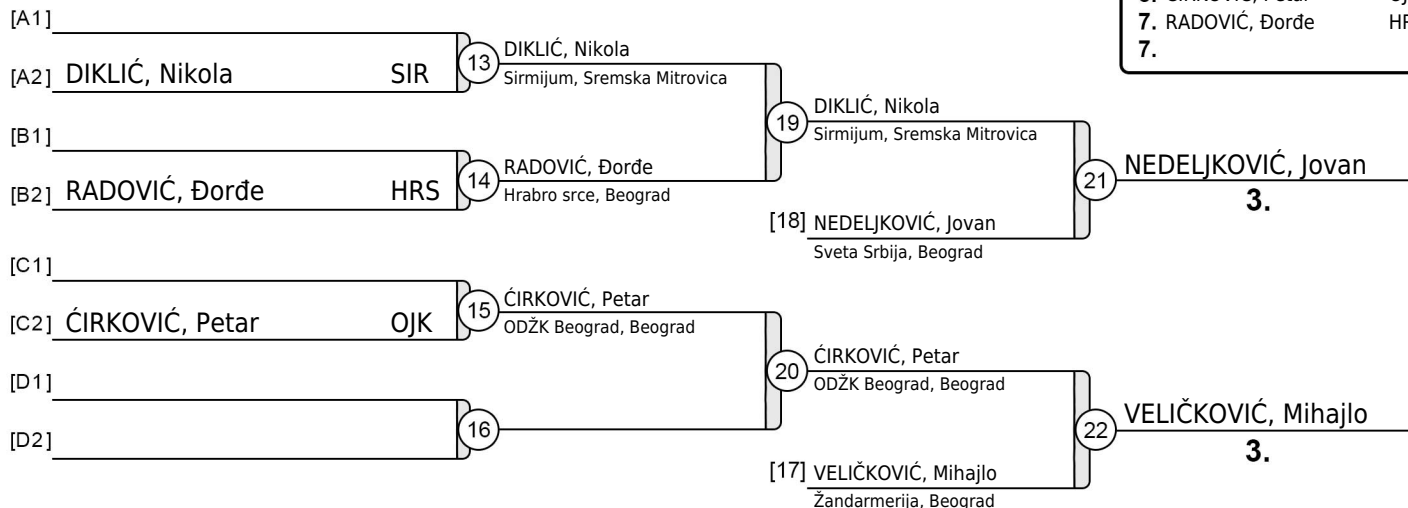 [A1]
[A2] DIKLIĆ, Nikola SIR
13
DIKLIĆ, Nikola
Sirmijum, Sremska Mitrovica
[B1]
[B2] RADOVIĆ, Đorđe HRS
14
RADOVIĆ, Đorđe
Hrabro srce, Beograd
19
DIKLIĆ, Nikola
Sirmijum, Sremska Mitrovica
[18] NEDELJKOVIĆ, Jovan
Sveta Srbija, Beograd
21
NEDELJKOVIĆ, Jovan
3.
[C1]
[C2] ĆIRKOVIĆ, Petar OJK
15
ĆIRKOVIĆ, Petar
ODŽK Beograd, Beograd
[D1]
[D2]
16
20
ĆIRKOVIĆ, Petar
ODŽK Beograd, Beograd
[17] VELIČKOVIĆ, Mihajlo
Žandarmerija, Beograd
22
VELIČKOVIĆ, Mihajlo
3.
7. RADOVIĆ, Đorđe
7.